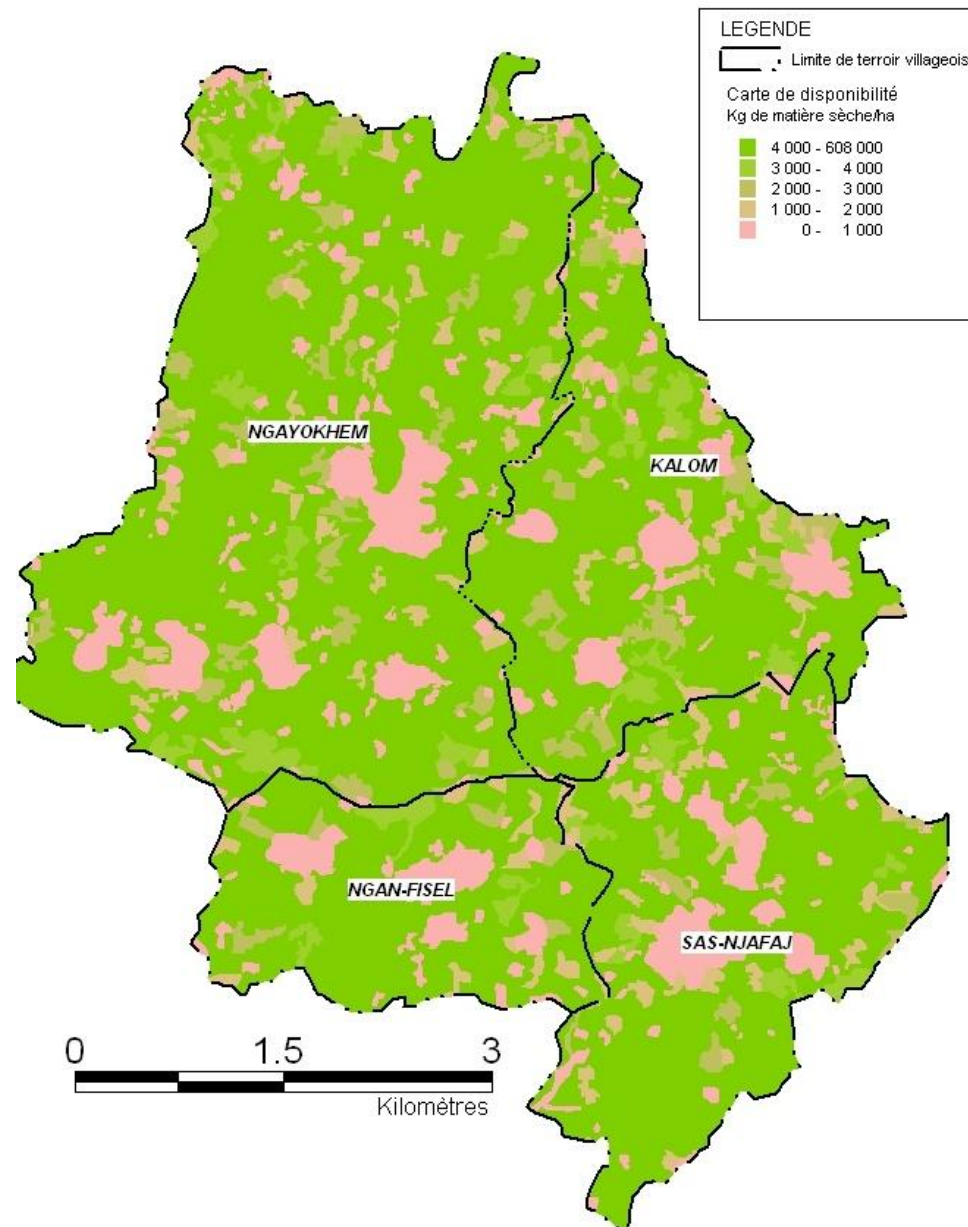 LEGENDE
Limite de terroir villageois
Carte de disponibilité
Kg de matière sèche/ha
4 000 - 608 000
3 000 - 4 000
2 000 - 3 000
1 000 - 2 000
0 - 1 000
NGAYOKHEM
KALOM
NGAN-FISEL
SAS-NJAFAJ
0 1.5 3
Kilomètres